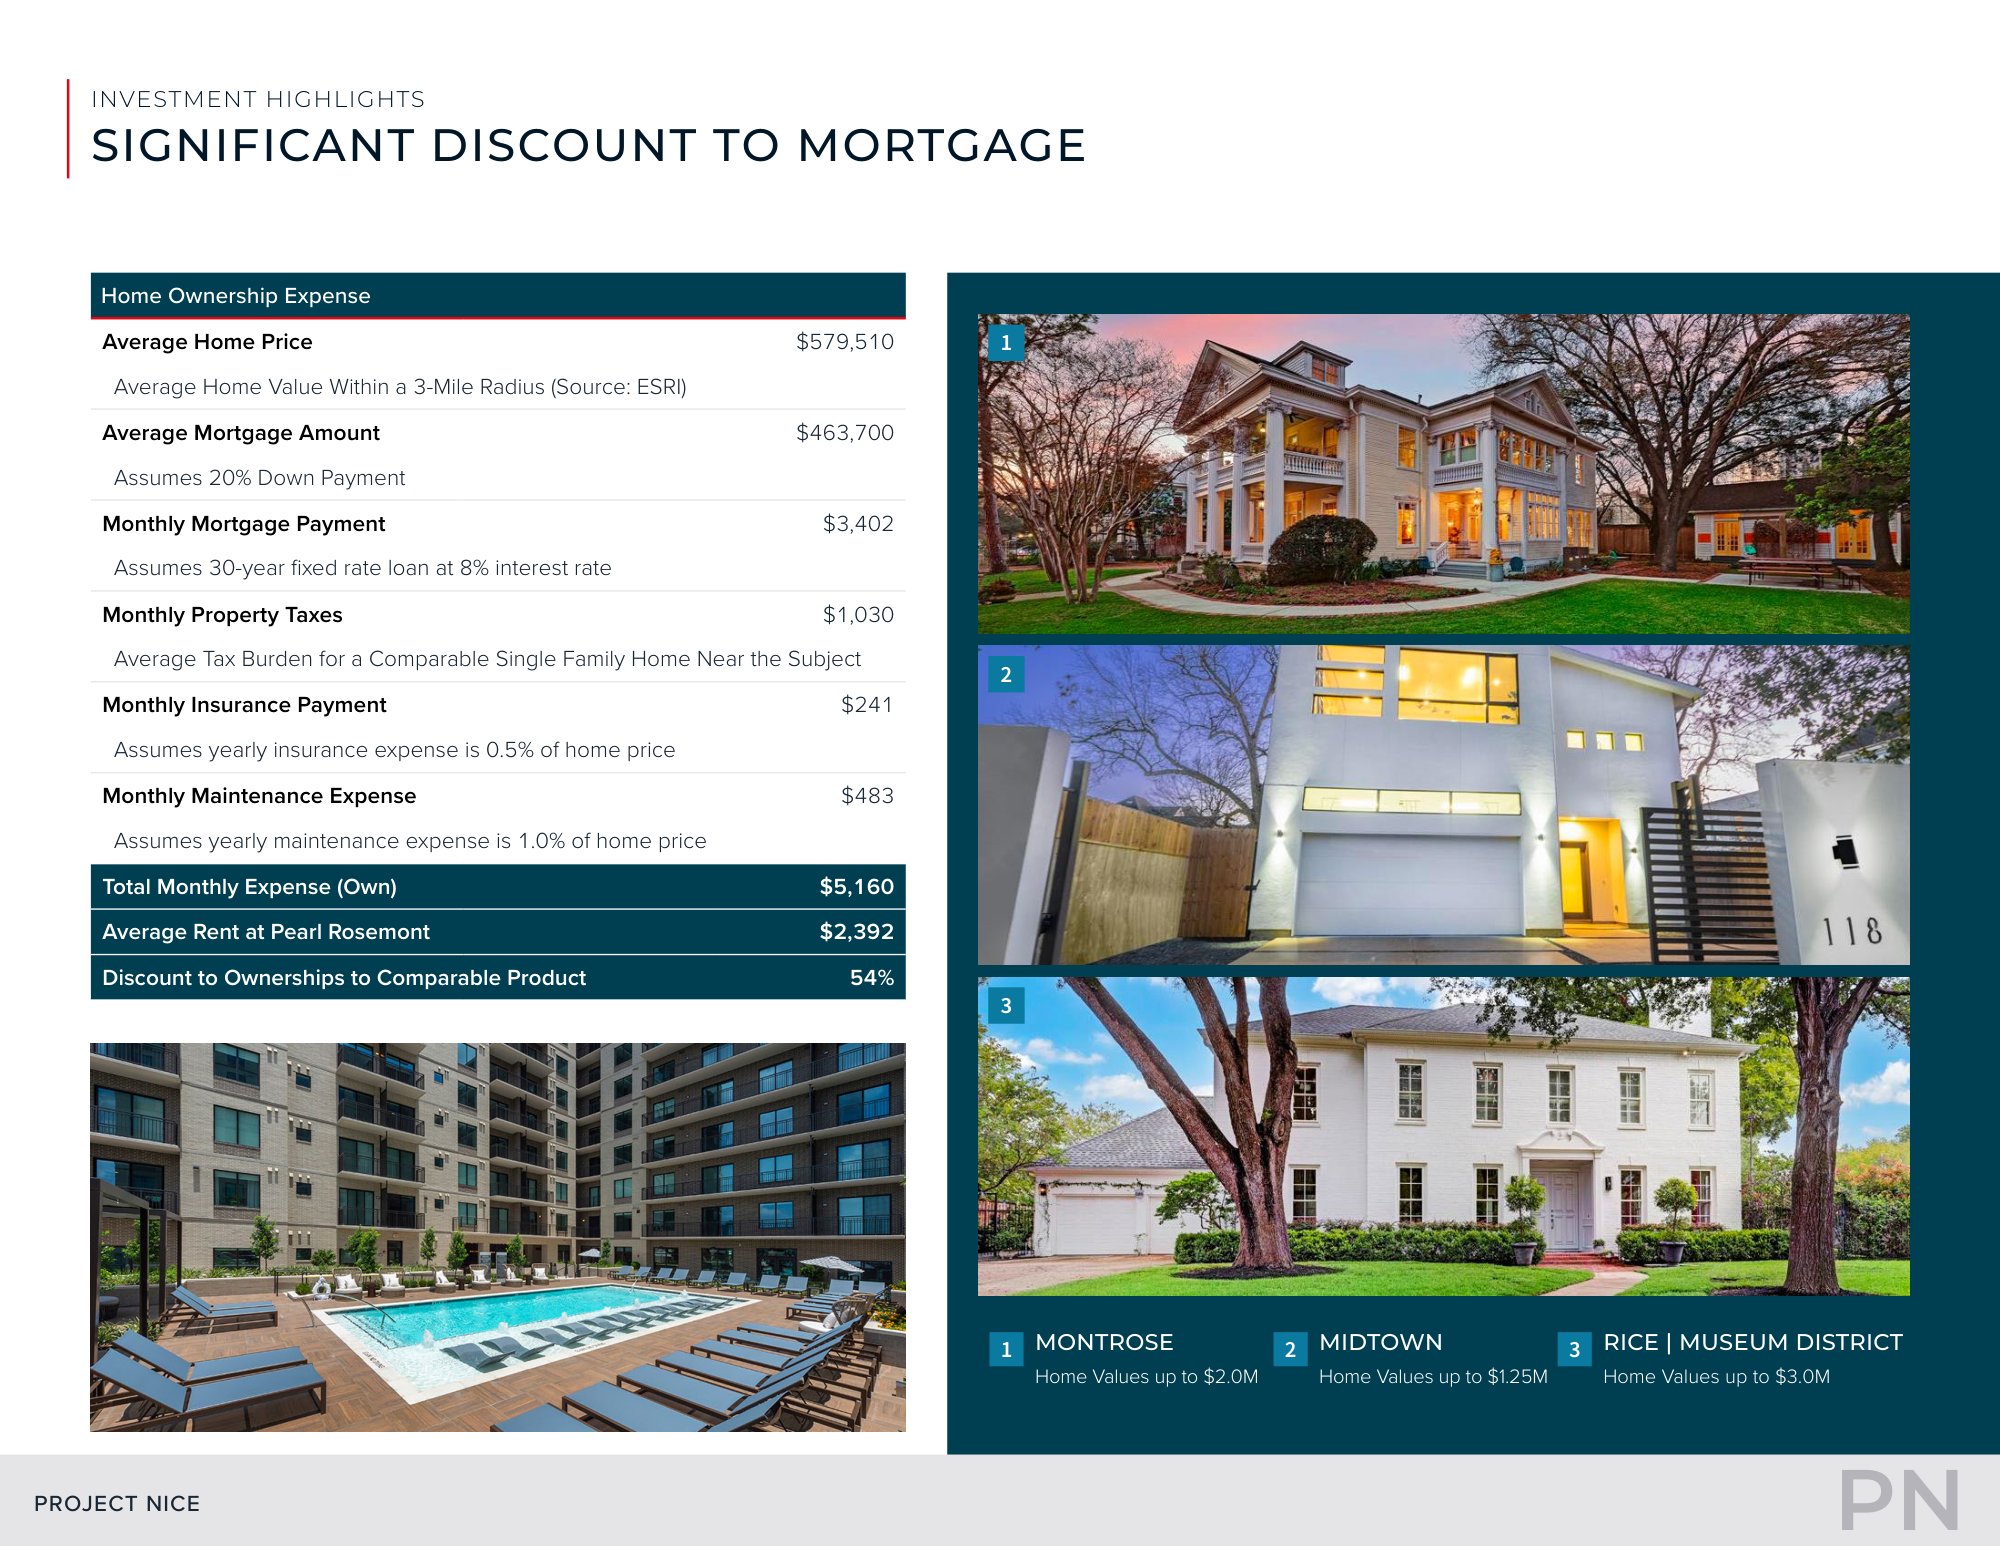 INVESTMENT HIGHLIGHTS
SIGNIFICANT DISCOUNT TO MORTGAGE
Home Ownership Expense
Average Home Price $579,510
Average Home Value Within a 3-Mile Radius (Source: ESRI)
Average Mortgage Amount $463,700
Assumes 20% Down Payment
Monthly Mortgage Payment $3,402
Assumes 30-year fixed rate loan at 8% interest rate
Monthly Property Taxes $1,030
Average Tax Burden for a Comparable Single Family Home Near the Subject
Monthly Insurance Payment $241
Assumes yearly insurance expense is 0.5% of home price
Monthly Maintenance Expense $483
Assumes yearly maintenance expense is 1.0% of home price
Total Monthly Expense (Own) $5,160
Average Rent at Pearl Rosemont $2,392
Discount to Ownerships to Comparable Product 54%
1
2
118
3
1 MONTROSE
Home Values up to $2.0M
2 MIDTOWN
Home Values up to $1.25M
3 RICE | MUSEUM DISTRICT
Home Values up to $3.0M
PROJECT NICE
PN